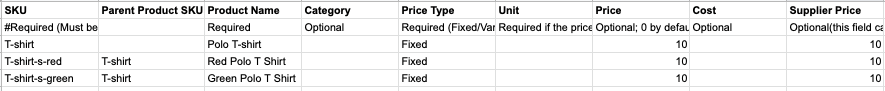 SKU Parent Product SKU Product Name Category Price Type Unit Price Cost Supplier Price
#Required (Must be Required Optional Required (Fixed/Var Required if the price Optional; 0 by defau Optional Optional(this field ca
T-shirt Polo T-shirt Fixed 10 10
T-shirt-s-red T-shirt Red Polo T Shirt Fixed 10 10
T-shirt-s-green T-shirt Green Polo T Shirt Fixed 10 10